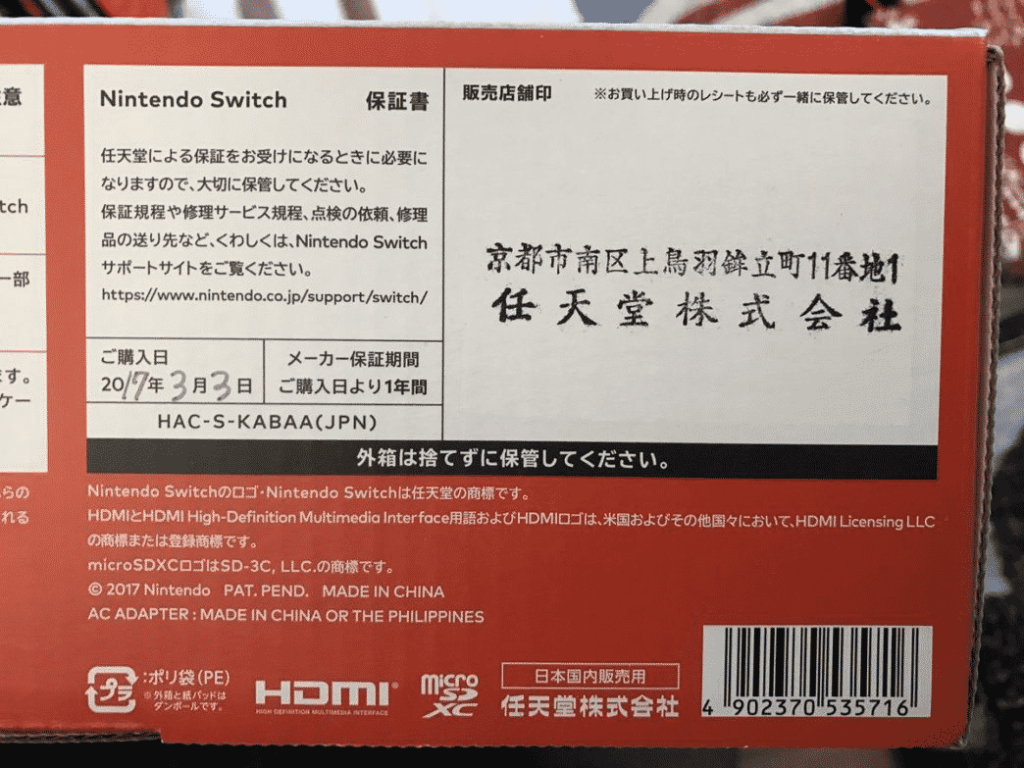 意
tch
一部
ます。
ケー
らの
れる
Nintendo Switch 保証書
任天堂による保証をお受けになるときに必要に
なりますので、大切に保管してください。
保証規程や修理サービス規程、点検の依頼、修理
品の送り先など、くわしくは、Nintendo Switch
サポートサイトをご覧ください。
https://www.nintendo.co.jp/support/switch/
ご購入日
2017年3月3日
メーカー保証期間
ご購入日より1年間
HAC-S-KABAA(JPN)
販売店舗印 ※お買い上げ時のレシートも必ず一緒に保管してください。
京都市南区上鳥羽鉾立町11番地1
任天堂株式会社
外箱は捨てずに保管してください。
Nintendo Switchのロゴ・Nintendo Switchは任天堂の商標です。
HDMIとHDMI High-Definition Multimedia Interface用語およびHDMIロゴは、米国およびその他国々において、HDMI Licensing LLC
の商標または登録商標です。
microSDXCロゴはSD-3C, LLC.の商標です。
© 2017 Nintendo PAT. PEND. MADE IN CHINA
AC ADAPTER : MADE IN CHINA OR THE PHILIPPINES
プラ
:ポリ袋(PE)
※外箱と紙パッドは
ダンボールです。
HDMI®
HIGH DEFINITION MULTIMEDIA INTERFACE
micro
SD
XC
日本国内販売用
任天堂株式会社
4 902370 535716